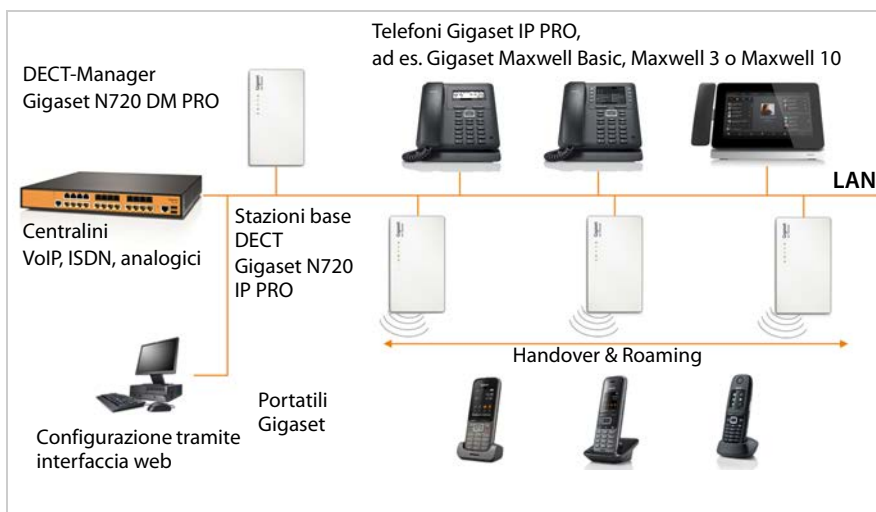 Telefoni Gigaset IP PRO,
ad es. Gigaset Maxwell Basic, Maxwell 3 o Maxwell 10
DECT-Manager
Gigaset N720 DM PRO
LAN
Centralini
VoIP, ISDN, analogici
Stazioni base
DECT
Gigaset N720
IP PRO
Handover & Roaming
Portatili
Gigaset
Configurazione tramite
interfaccia web